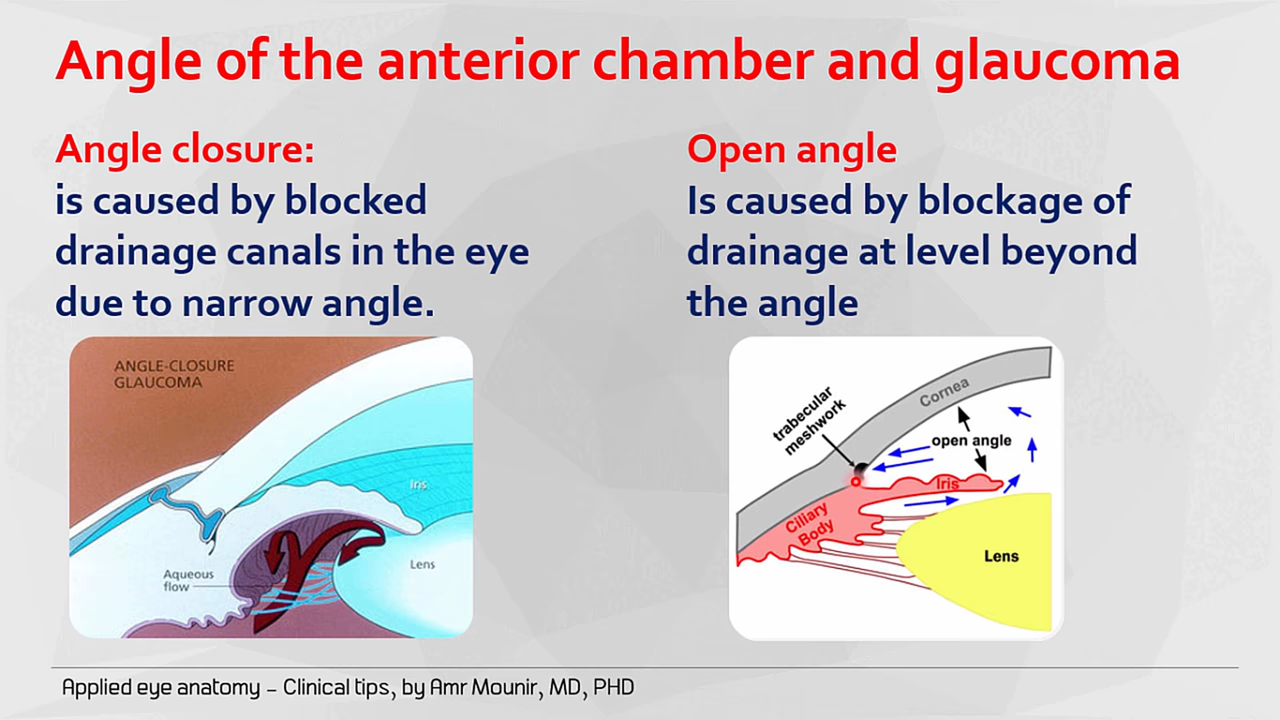 Angle of the anterior chamber and glaucoma
Angle closure:
is caused by blocked
drainage canals in the eye
due to narrow angle.
Open angle
Is caused by blockage of
drainage at level beyond
the angle
ANGLE-CLOSURE
GLAUCOMA
Iris
Lens
Aqueous
flow
Cornea
trabecular
meshwork
open angle
Iris
Ciliary
Body
Lens
Applied eye anatomy – Clinical tips, by Amr Mounir, MD, PHD